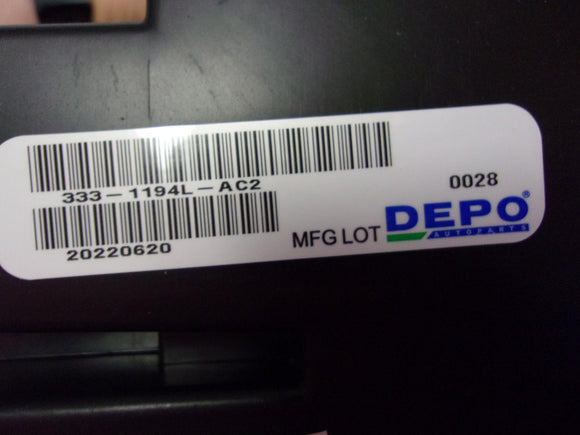 333-1194L-AC2
0028
20220620
MFG LOT
DEPO®
AUTOPARTS